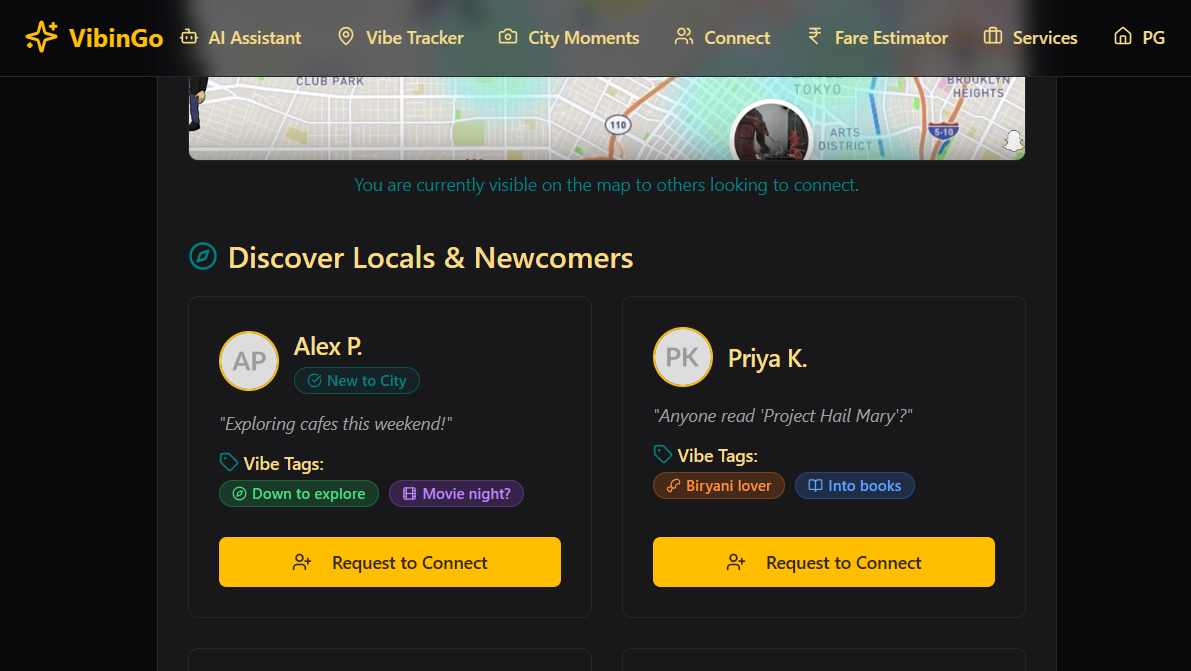 VibinGo AI Assistant Vibe Tracker City Moments Connect Fare Estimator Services PG
CLUB PARK
TOKYO
BROOKLYN
HEIGHTS
110
ARTS
DISTRICT
5-10
You are currently visible on the map to others looking to connect.
Discover Locals & Newcomers
AP
Alex P.
New to City
"Exploring cafes this weekend!"
Vibe Tags:
Down to explore Movie night?
Request to Connect
PK
Priya K.
"Anyone read 'Project Hail Mary'?"
Vibe Tags:
Biryani lover Into books
Request to Connect